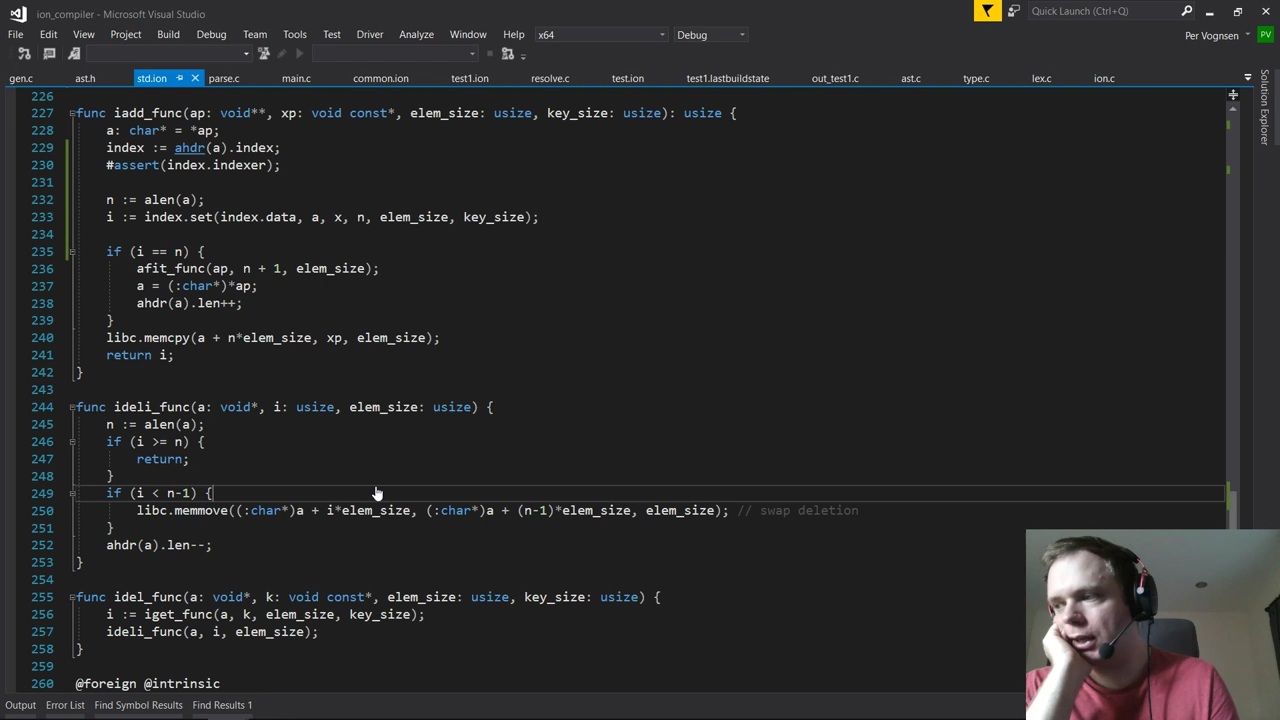 ion_compiler - Microsoft Visual Studio
Quick Launch (Ctrl+Q)
File Edit View Project Build Debug Team Tools Test Driver Analyze Window Help x64 Debug Per Vognsen PV
gen.c ast.h std.ion parse.c main.c common.ion test1.ion resolve.c test.ion test1.lastbuildstate out_test1.c ast.c type.c lex.c ion.c
Solution Explorer
226
227 func iadd_func(ap: void**, xp: void const*, elem_size: usize, key_size: usize): usize {
228 a: char* = *ap;
229 index := ahdr(a).index;
230 #assert(index.indexer);
231
232 n := alen(a);
233 i := index.set(index.data, a, x, n, elem_size, key_size);
234
235 if (i == n) {
236 afit_func(ap, n + 1, elem_size);
237 a = (:char*)*ap;
238 ahdr(a).len++;
239 }
240 libc.memcpy(a + n*elem_size, xp, elem_size);
241 return i;
242 }
243
244 func ideli_func(a: void*, i: usize, elem_size: usize) {
245 n := alen(a);
246 if (i >= n) {
247 return;
248 }
249 if (i < n-1) {
250 libc.memmove((:char*)a + i*elem_size, (:char*)a + (n-1)*elem_size, elem_size); // swap deletion
251 }
252 ahdr(a).len--;
253 }
254
255 func idel_func(a: void*, k: void const*, elem_size: usize, key_size: usize) {
256 i := iget_func(a, k, elem_size, key_size);
257 ideli_func(a, i, elem_size);
258 }
259
260 @foreign @intrinsic
Output Error List Find Symbol Results Find Results 1